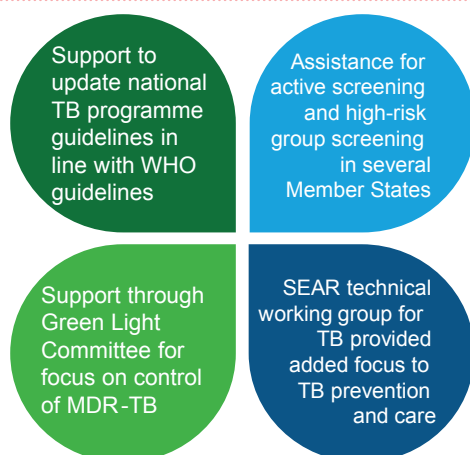 Support to
update national
TB programme
guidelines in
line with WHO
guidelines
Assistance for
active screening
and high-risk
group screening
in several
Member States
Support through
Green Light
Committee for
focus on control
of MDR-TB
SEAR technical
working group for
TB provided
added focus to
TB prevention
and care